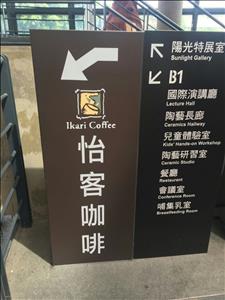 Ikari Coffee
怡客咖啡
陽光特展室
Sunlight Gallery
B1
國際演講廳
Lecture Hall
陶藝長廊
Ceramics Hallway
兒童體驗室
Kids' Hands-on Workshop
陶藝研習室
Ceramic Studio
餐廳
Restaurant
會議室
Conference Room
哺集乳室
Breastfeeding Room